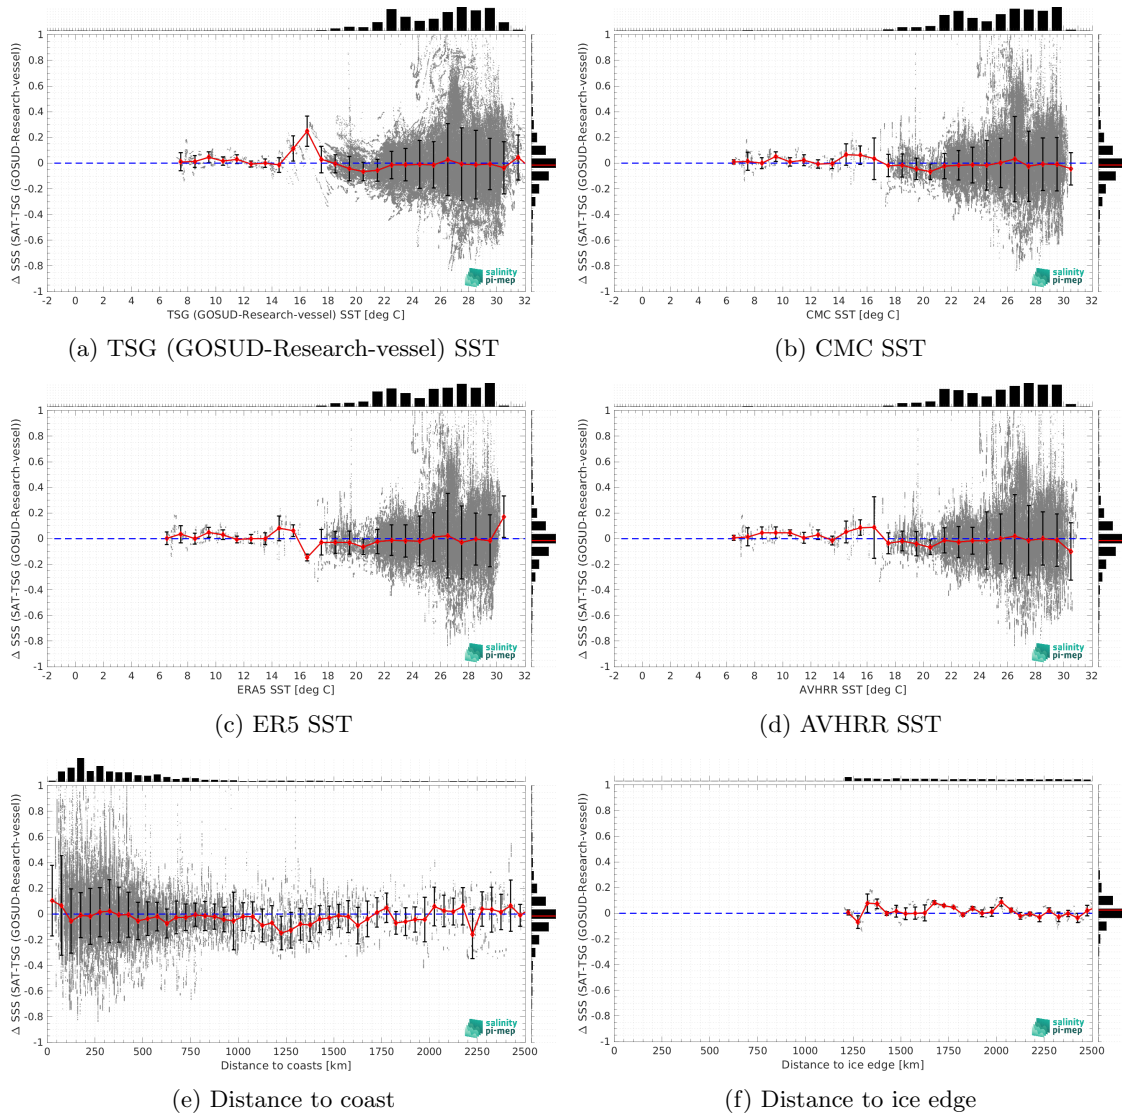 1
0.8
0.6
0.4
0.2
0
-0.2
-0.4
-0.6
-0.8
-1
Δ SSS (SAT-TSG (GOSUD-Research-vessel))
salinity
pi-mep
-2 0 2 4 6 8 10 12 14 16 18 20 22 24 26 28 30 32
TSG (GOSUD-Research-vessel) SST [deg C]
(a) TSG (GOSUD-Research-vessel) SST
1
0.8
0.6
0.4
0.2
0
-0.2
-0.4
-0.6
-0.8
-1
Δ SSS (SAT-TSG (GOSUD-Research-vessel))
salinity
pi-mep
-2 0 2 4 6 8 10 12 14 16 18 20 22 24 26 28 30 32
CMC SST [deg C]
(b) CMC SST
1
0.8
0.6
0.4
0.2
0
-0.2
-0.4
-0.6
-0.8
-1
Δ SSS (SAT-TSG (GOSUD-Research-vessel))
salinity
pi-mep
-2 0 2 4 6 8 10 12 14 16 18 20 22 24 26 28 30 32
ERA5 SST [deg C]
(c) ER5 SST
1
0.8
0.6
0.4
0.2
0
-0.2
-0.4
-0.6
-0.8
-1
Δ SSS (SAT-TSG (GOSUD-Research-vessel))
salinity
pi-mep
-2 0 2 4 6 8 10 12 14 16 18 20 22 24 26 28 30 32
AVHRR SST [deg C]
(d) AVHRR SST
1
0.8
0.6
0.4
0.2
0
-0.2
-0.4
-0.6
-0.8
-1
Δ SSS (SAT-TSG (GOSUD-Research-vessel))
salinity
pi-mep
0 250 500 750 1000 1250 1500 1750 2000 2250 2500
Distance to coasts [km]
(e) Distance to coast
1
0.8
0.6
0.4
0.2
0
-0.2
-0.4
-0.6
-0.8
-1
Δ SSS (SAT-TSG (GOSUD-Research-vessel))
salinity
pi-mep
0 250 500 750 1000 1250 1500 1750 2000 2250 2500
Distance to ice edge [km]
(f) Distance to ice edge